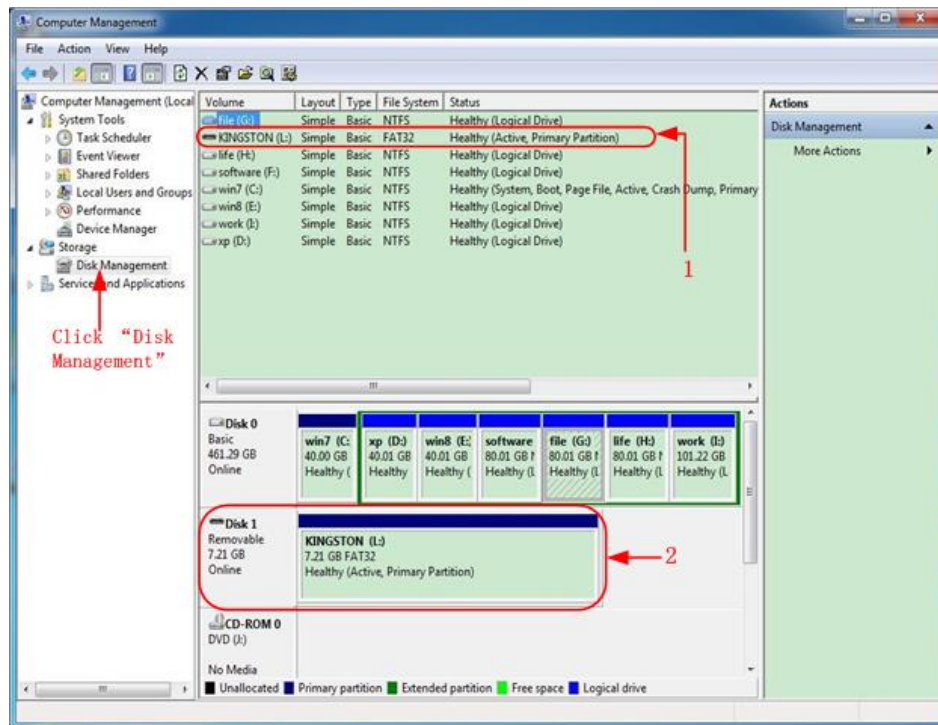 Computer Management
File Action View Help
Computer Management (Local
System Tools
Task Scheduler
Event Viewer
Shared Folders
Local Users and Groups
Performance
Device Manager
Storage
Disk Management
Services and Applications
Click “Disk
Management”
Volume Layout Type File System Status
file (G:) Simple Basic NTFS Healthy (Logical Drive)
KINGSTON (L:) Simple Basic FAT32 Healthy (Active, Primary Partition)
life (H:) Simple Basic NTFS Healthy (Logical Drive)
software (F:) Simple Basic NTFS Healthy (Logical Drive)
win7 (C:) Simple Basic NTFS Healthy (System, Boot, Page File, Active, Crash Dump, Primary
win8 (E:) Simple Basic NTFS Healthy (Logical Drive)
work (I:) Simple Basic NTFS Healthy (Logical Drive)
xp (D:) Simple Basic NTFS Healthy (Logical Drive)
1
Disk 0
Basic
461.29 GB
Online
win7 (C:
40.00 GB
Healthy (
xp (D:)
40.01 GB
Healthy
win8 (E:
40.01 GB
Healthy (
software
80.01 GB
Healthy (L
file (G:)
80.01 GB
Healthy (L
life (H:)
80.01 GB
Healthy (L
work (I:)
101.22 GB
Healthy (L
Disk 1
Removable
7.21 GB
Online
KINGSTON (L:)
7.21 GB FAT32
Healthy (Active, Primary Partition)
2
CD-ROM 0
DVD (J:)
No Media
Unallocated Primary partition Extended partition Free space Logical drive
Actions
Disk Management
More Actions